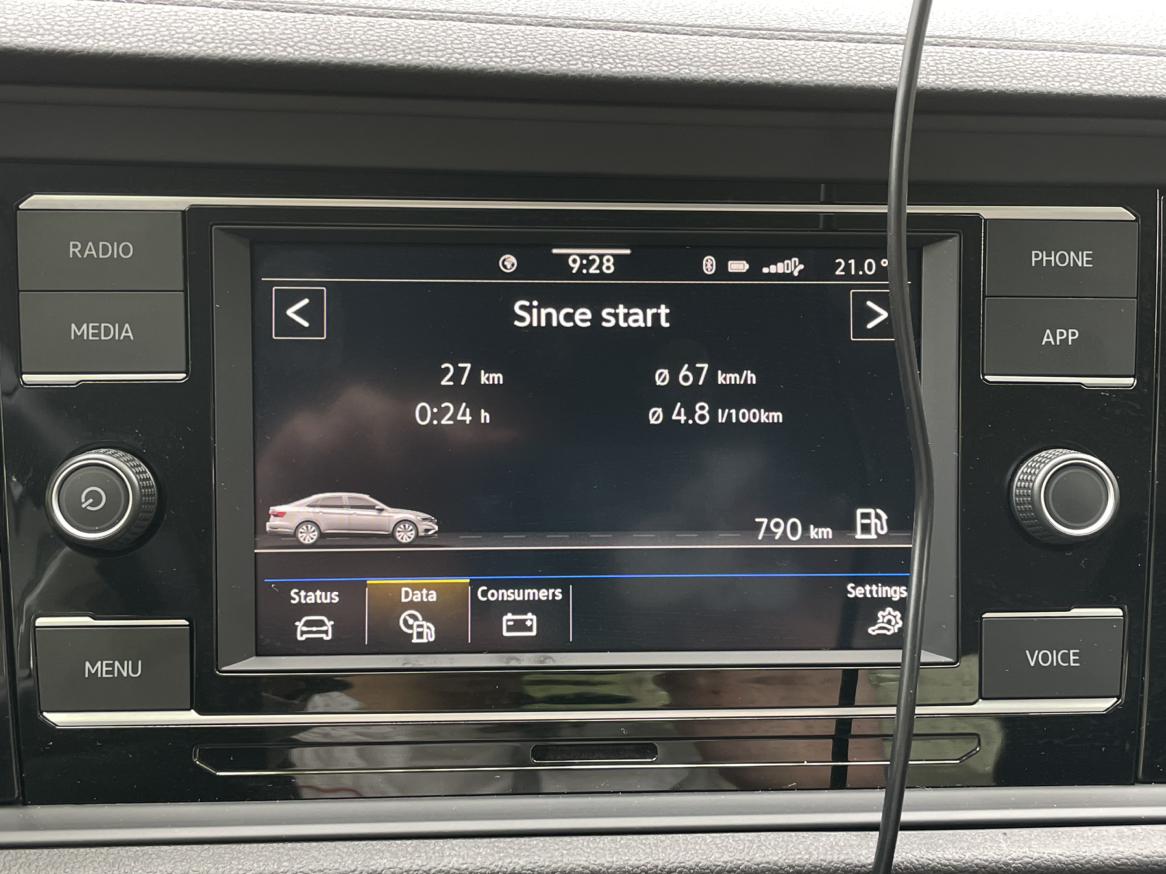 RADIO
MEDIA
MENU
9:28
21.0 °
<
Since start
>
27 km
Ø 67 km/h
0:24 h
Ø 4.8 l/100km
790 km
Status
Data
Consumers
Settings
PHONE
APP
VOICE